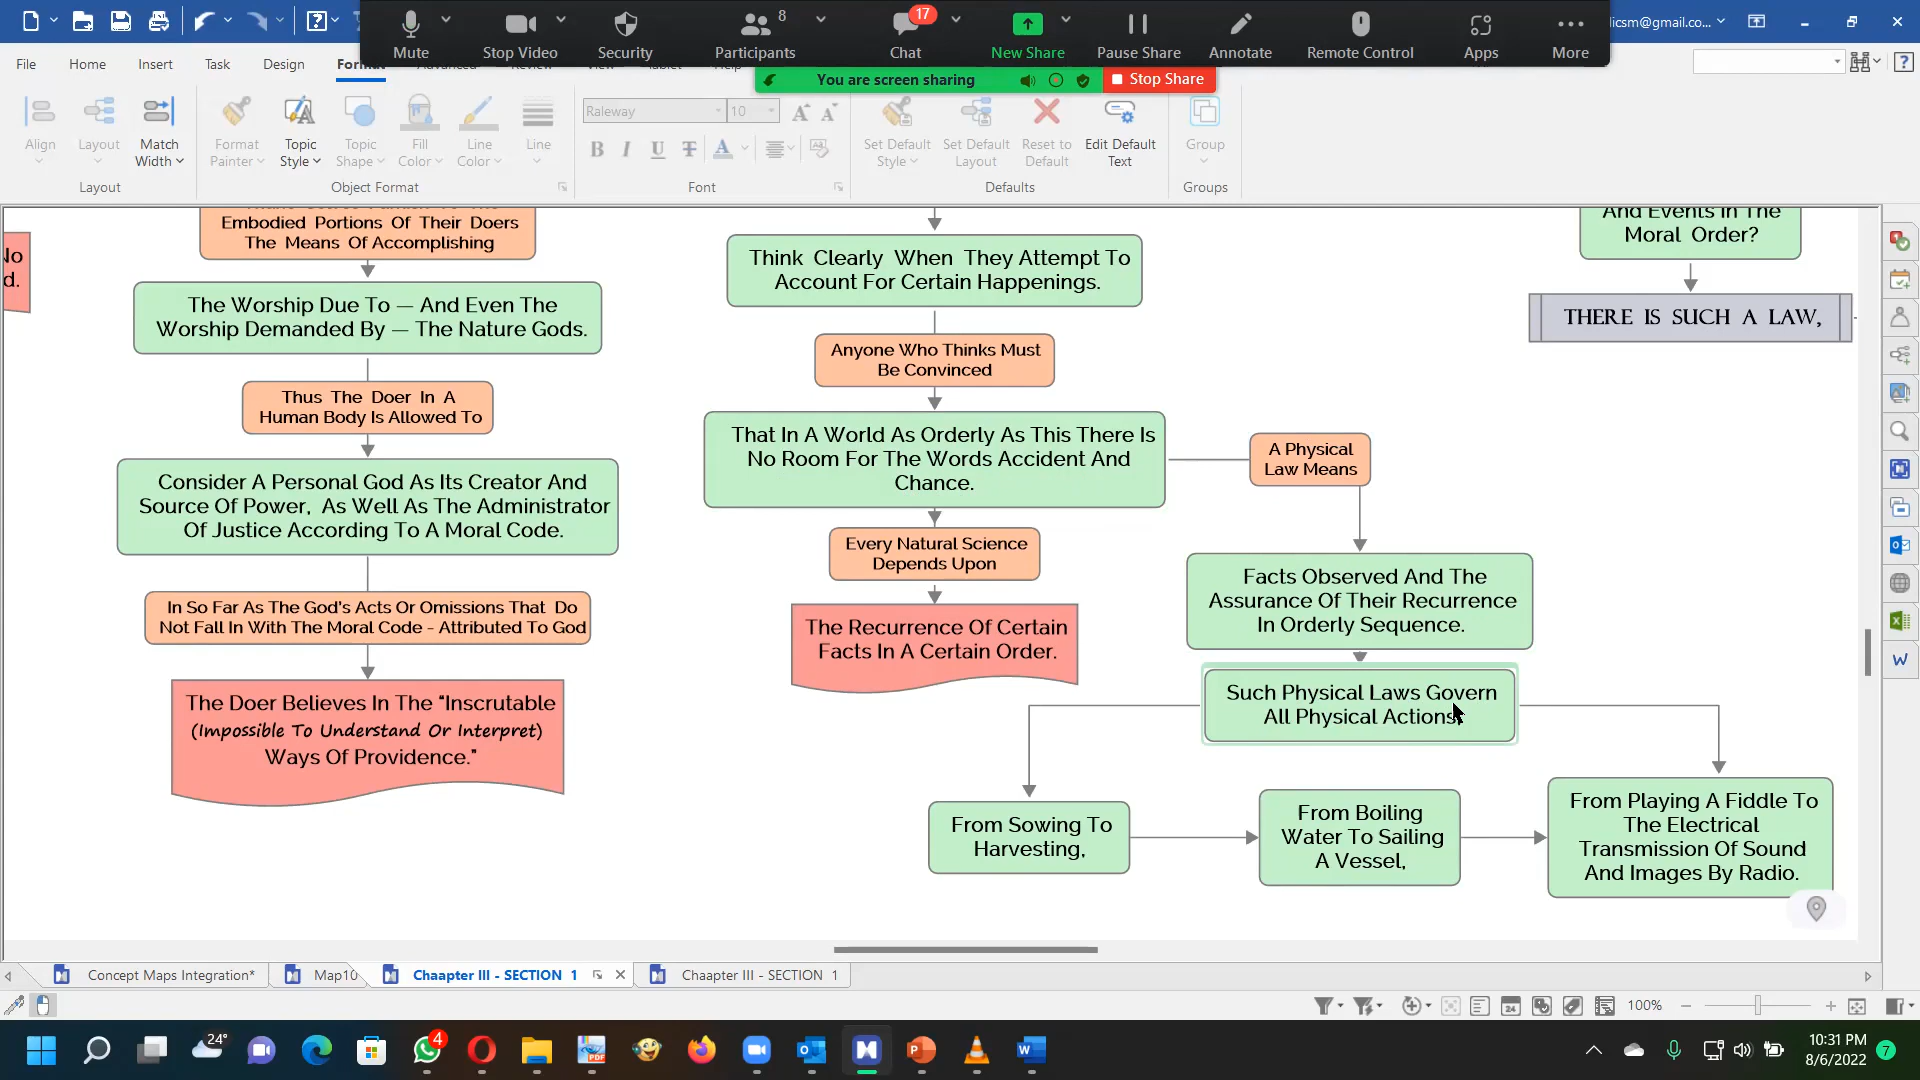 8
17
Mute
Stop Video
Security
Participants
Chat
New Share
Pause Share
Annotate
Remote Control
Apps
More
licsm@gmail.co...
You are screen sharing
Stop Share
File
Home
Insert
Task
Design
Align
Layout
Match
Width
Layout
Format
Painter
Topic
Style
Topic
Shape
Fill
Color
Line
Color
Line
Object Format
Raleway
10
Font
Set Default
Style
Set Default
Layout
Reset to
Default
Edit Default
Text
Defaults
Group
Groups
Embodied Portions Of Their Doers
The Means Of Accomplishing
The Worship Due To — And Even The
Worship Demanded By — The Nature Gods.
Thus The Doer In A
Human Body Is Allowed To
Consider A Personal God As Its Creator And
Source Of Power, As Well As The Administrator
Of Justice According To A Moral Code.
In So Far As The God's Acts Or Omissions That Do
Not Fall In With The Moral Code - Attributed To God
The Doer Believes In The "Inscrutable
(Impossible To Understand Or Interpret)
Ways Of Providence."
Think Clearly When They Attempt To
Account For Certain Happenings.
Anyone Who Thinks Must
Be Convinced
That In A World As Orderly As This There Is
No Room For The Words Accident And
Chance.
Every Natural Science
Depends Upon
The Recurrence Of Certain
Facts In A Certain Order.
A Physical
Law Means
Facts Observed And The
Assurance Of Their Recurrence
In Orderly Sequence.
Such Physical Laws Govern
All Physical Actions
From Sowing To
Harvesting,
From Boiling
Water To Sailing
A Vessel,
From Playing A Fiddle To
The Electrical
Transmission Of Sound
And Images By Radio.
And Events In The
Moral Order?
THERE IS SUCH A LAW,
Concept Maps Integration*
Map10
Chaapter III - SECTION 1
Chaapter III - SECTION 1
100%
24°
4
10:31 PM
8/6/2022
7